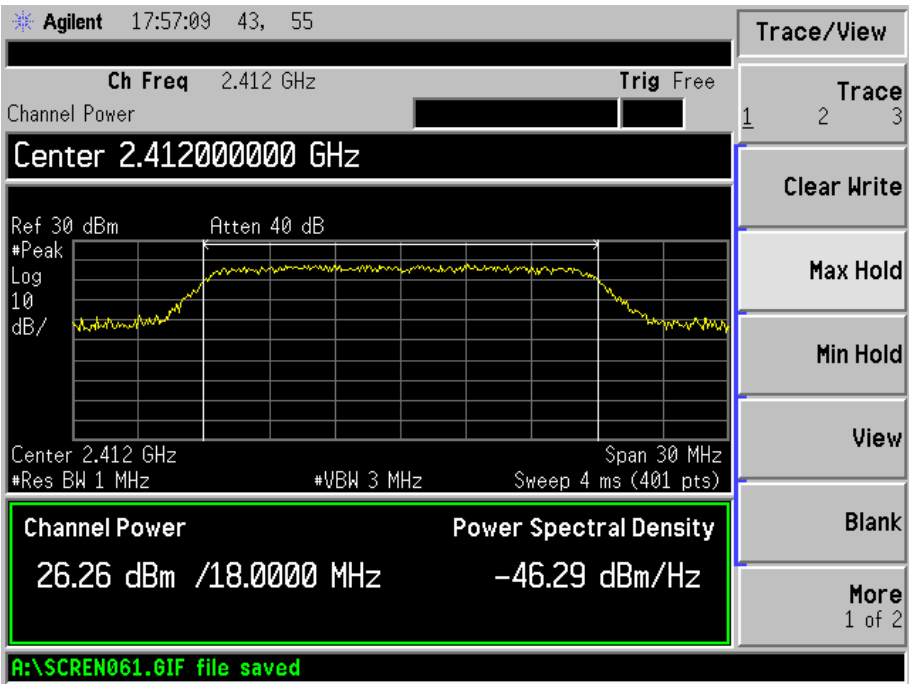 Agilent 17:57:09 43, 55
Ch Freq 2.412 GHz Trig Free
Channel Power
Center 2.412000000 GHz
Ref 30 dBm Atten 40 dB
#Peak
Log
10
dB/
Center 2.412 GHz Span 30 MHz
#Res BW 1 MHz #VBW 3 MHz Sweep 4 ms (401 pts)
Channel Power Power Spectral Density
26.26 dBm /18.0000 MHz -46.29 dBm/Hz
A:\SCREN061.GIF file saved
Trace/View
Trace
1 2 3
Clear Write
Max Hold
Min Hold
View
Blank
More
1 of 2